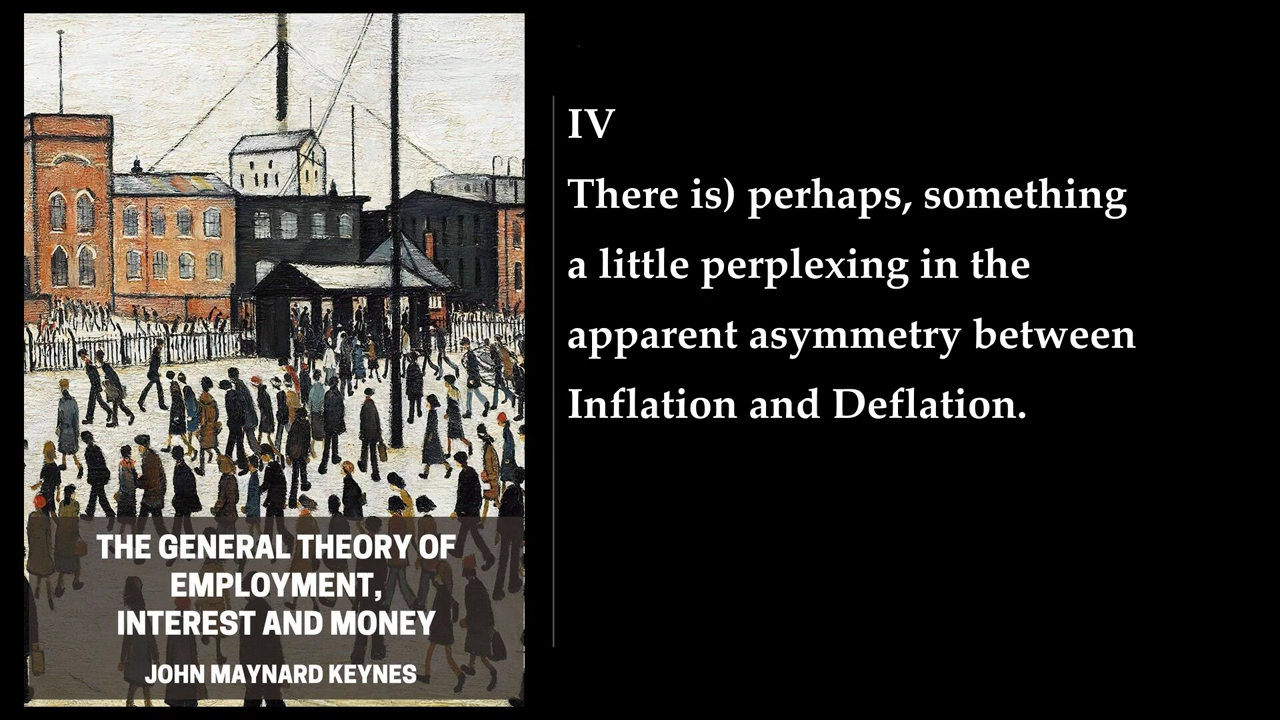 THE GENERAL THEORY OF
EMPLOYMENT,
INTEREST AND MONEY
JOHN MAYNARD KEYNES
IV
There is) perhaps, something
a little perplexing in the
apparent asymmetry between
Inflation and Deflation.